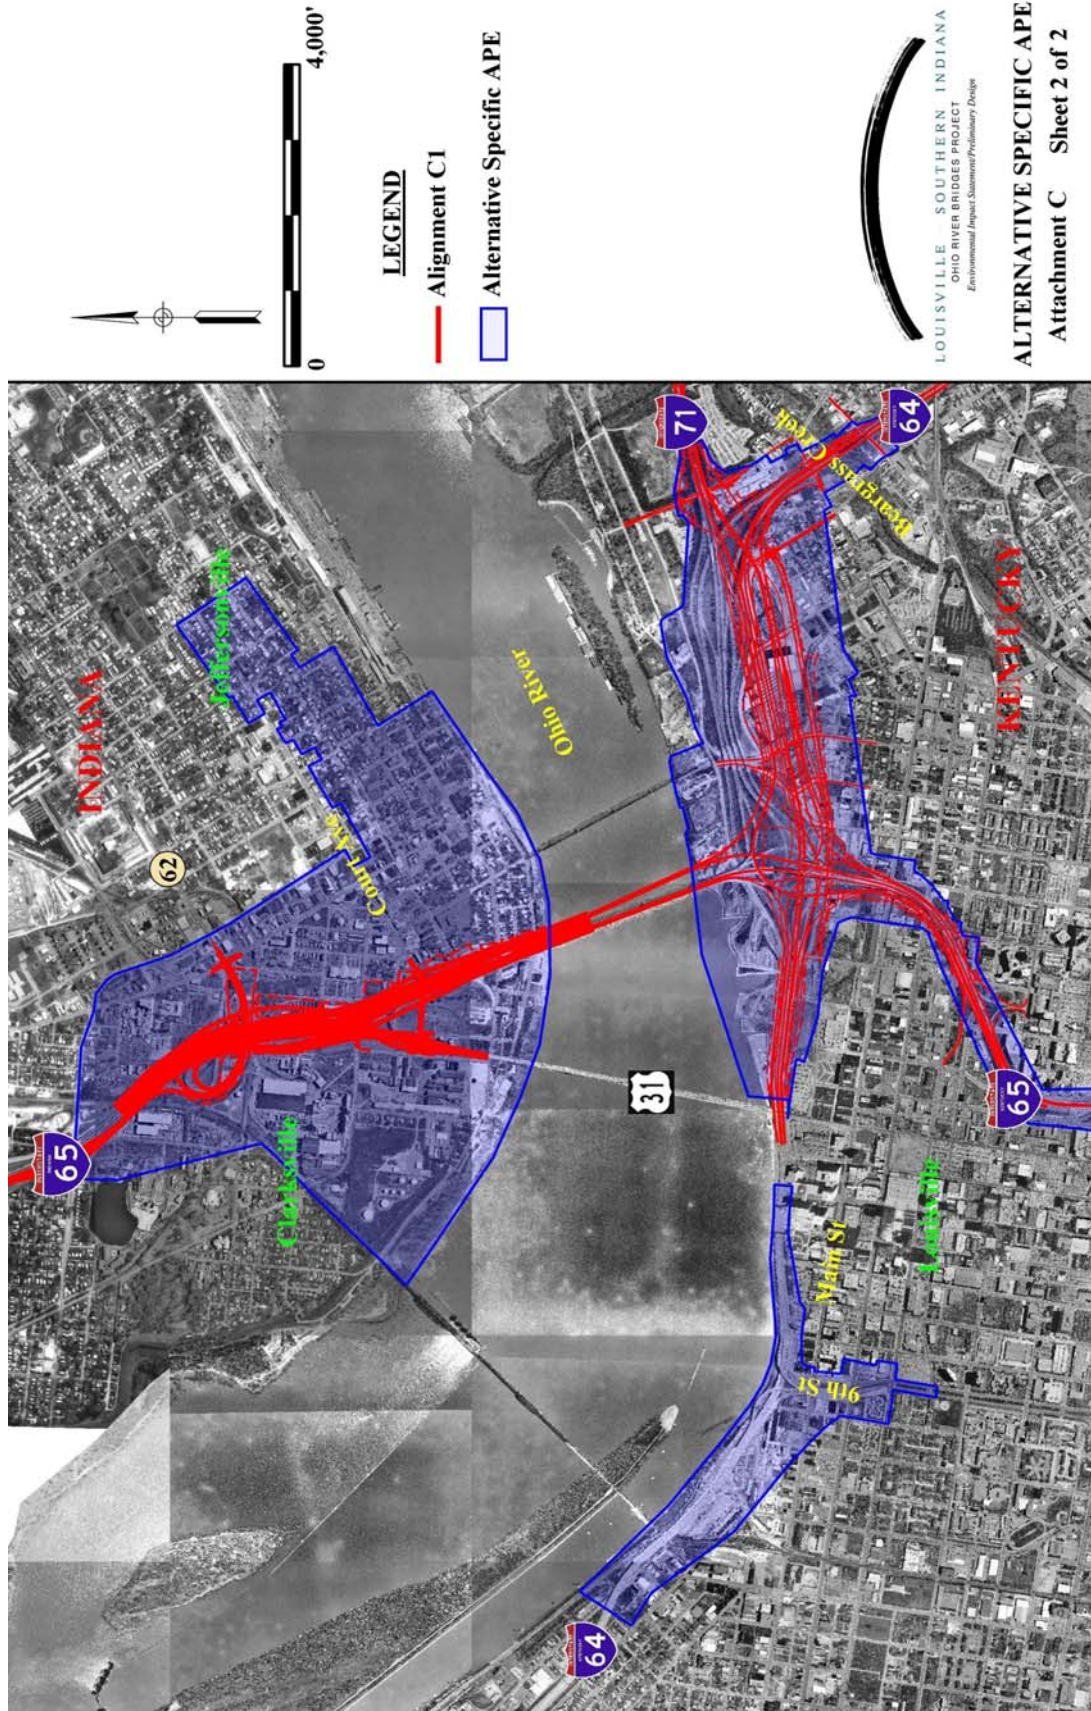 INDIANA
Jeffersonville
62
Court Ave
65
Clarksville
Ohio River
31
71
64
Beargrass Creek
KENTUCKY
65
Louisville
Main St
9th St
64
0
4,000'
LEGEND
Alignment C1
Alternative Specific APE
LOUISVILLE SOUTHERN INDIANA
OHIO RIVER BRIDGES PROJECT
Environmental Impact Statement/Preliminary Design
ALTERNATIVE SPECIFIC APE
Attachment C Sheet 2 of 2